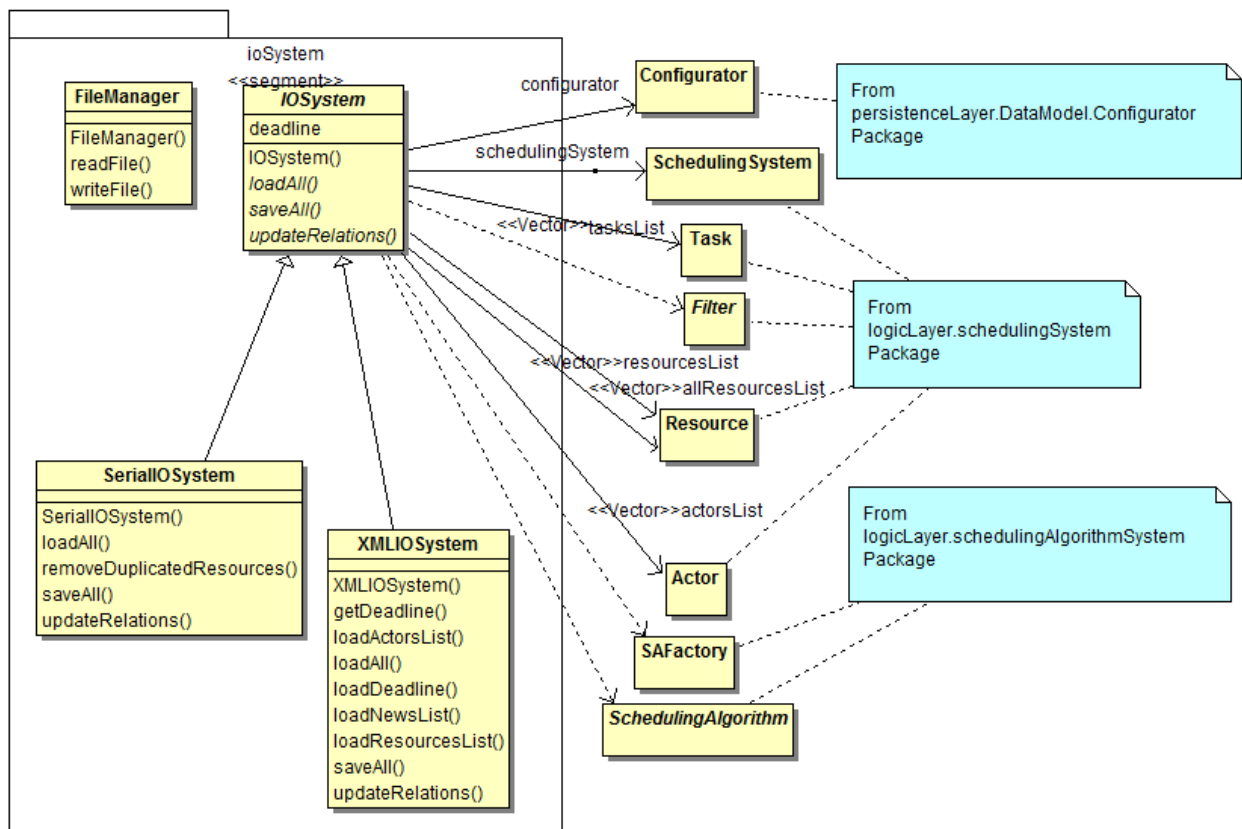 ioSystem
<<segment>>
FileManager
FileManager()
readFile()
writeFile()
IOSystem
deadline
IOSystem()
loadAll()
saveAll()
updateRelations()
configurator
Configurator
From
persistenceLayer.DataModel.Configurator
Package
schedulingSystem
SchedulingSystem
<<Vector>>tasksList
Task
Filter
From
logicLayer.schedulingSystem
Package
<<Vector>>resourcesList
<<Vector>>allResourcesList
Resource
SerialIOSystem
SerialIOSystem()
loadAll()
removeDuplicatedResources()
saveAll()
updateRelations()
XMLIOSystem
XMLIOSystem()
getDeadline()
loadActorsList()
loadAll()
loadDeadline()
loadNewsList()
loadResourcesList()
saveAll()
updateRelations()
<<Vector>>actorsList
Actor
From
logicLayer.schedulingAlgorithmSystem
Package
SAFactory
SchedulingAlgorithm